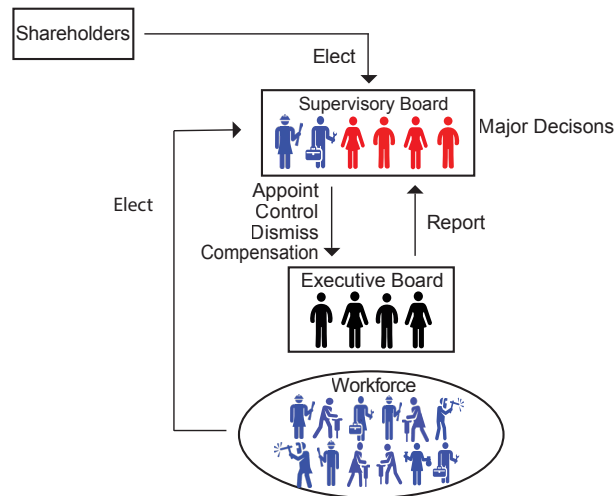 Shareholders
Elect
Supervisory Board
Major Decisons
Elect
Appoint
Control
Dismiss
Compensation
Report
Executive Board
Workforce